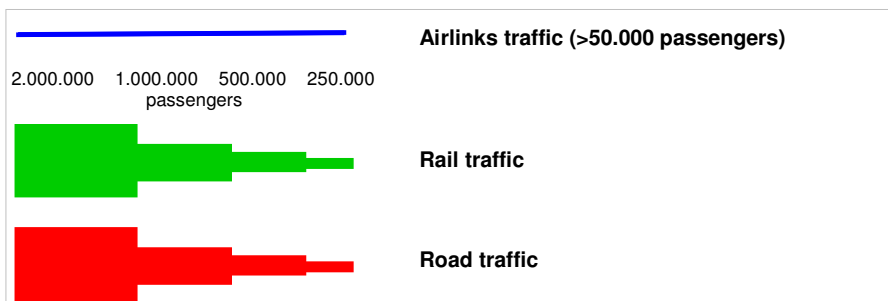 Airlinks traffic (>50.000 passengers)
2.000.000 1.000.000 500.000 250.000
passengers
Rail traffic
Road traffic